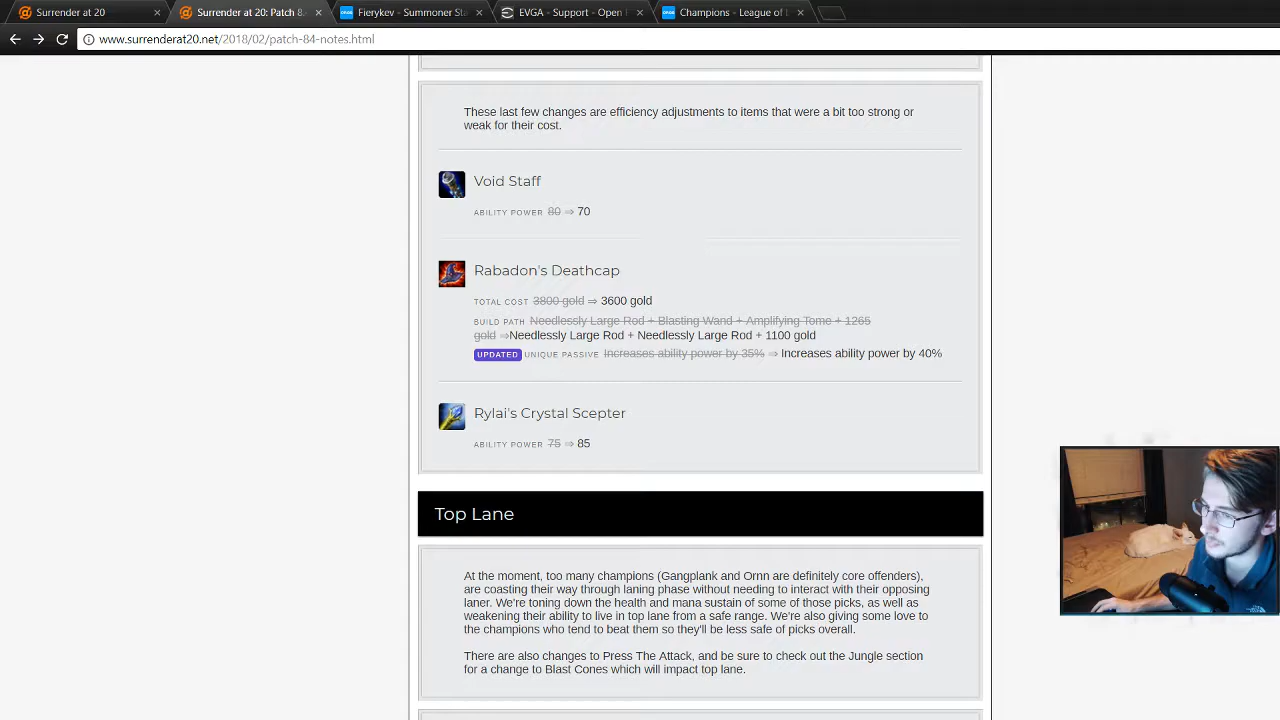 Surrender at 20
Surrender at 20: Patch 8.
Fierykev - Summoner Sta
EVGA - Support - Open
Champions - League of L
www.surrenderat20.net/2018/02/patch-84-notes.html
These last few changes are efficiency adjustments to items that were a bit too strong or
weak for their cost.
Void Staff
ABILITY POWER 80 ⇒ 70
Rabadon's Deathcap
TOTAL COST 3800 gold ⇒ 3600 gold
BUILD PATH Needlessly Large Rod + Blasting Wand + Amplifying Tome + 1265
gold ⇒Needlessly Large Rod + Needlessly Large Rod + 1100 gold
UPDATED UNIQUE PASSIVE Increases ability power by 35% ⇒ Increases ability power by 40%
Rylai's Crystal Scepter
ABILITY POWER 75 ⇒ 85
Top Lane
At the moment, too many champions (Gangplank and Ornn are definitely core offenders),
are coasting their way through laning phase without needing to interact with their opposing
laner. We're toning down the health and mana sustain of some of those picks, as well as
weakening their ability to live in top lane from a safe range. We're also giving some love to
the champions who tend to beat them so they'll be less safe of picks overall.
There are also changes to Press The Attack, and be sure to check out the Jungle section
for a change to Blast Cones which will impact top lane.